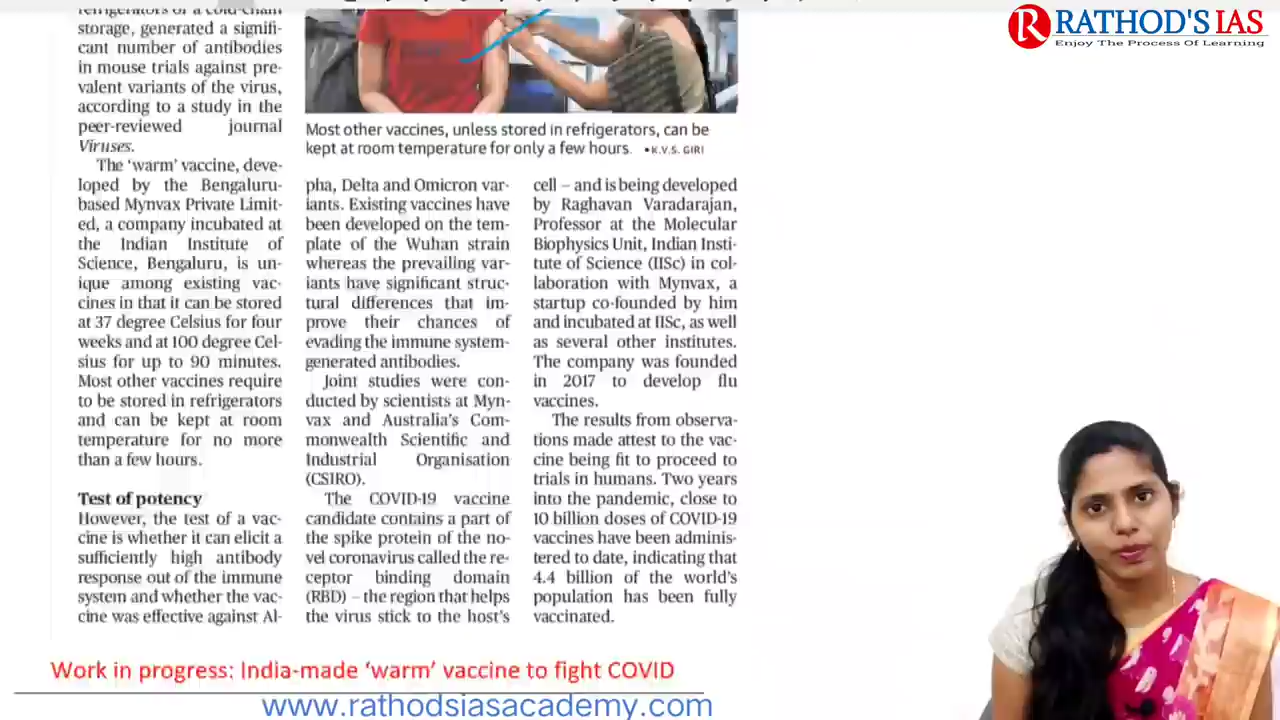 RATHOD'S IAS
Enjoy The Process Of Learning
refrigerators or a cold-chain
storage, generated a signifi-
cant number of antibodies
in mouse trials against pre-
valent variants of the virus,
according to a study in the
peer-reviewed journal
Viruses.
The ‘warm’ vaccine, deve-
loped by the Bengaluru-
based Mynvax Private Limit-
ed, a company incubated at
the Indian Institute of
Science, Bengaluru, is un-
ique among existing vac-
cines in that it can be stored
at 37 degree Celsius for four
weeks and at 100 degree Cel-
sius for up to 90 minutes.
Most other vaccines require
to be stored in refrigerators
and can be kept at room
temperature for no more
than a few hours.
Test of potency
However, the test of a vac-
cine is whether it can elicit a
sufficiently high antibody
response out of the immune
system and whether the vac-
cine was effective against Al-
Most other vaccines, unless stored in refrigerators, can be
kept at room temperature for only a few hours. •K.V.S. GIRI
pha, Delta and Omicron var-
iants. Existing vaccines have
been developed on the tem-
plate of the Wuhan strain
whereas the prevailing var-
iants have significant struc-
tural differences that im-
prove their chances of
evading the immune system-
generated antibodies.
Joint studies were con-
ducted by scientists at Myn-
vax and Australia's Com-
monwealth Scientific and
Industrial Organisation
(CSIRO).
The COVID-19 vaccine
candidate contains a part of
the spike protein of the no-
vel coronavirus called the re-
ceptor binding domain
(RBD) – the region that helps
the virus stick to the host's
cell – and is being developed
by Raghavan Varadarajan,
Professor at the Molecular
Biophysics Unit, Indian Insti-
tute of Science (IISc) in col-
laboration with Mynvax, a
startup co-founded by him
and incubated at IISc, as well
as several other institutes.
The company was founded
in 2017 to develop flu
vaccines.
The results from observa-
tions made attest to the vac-
cine being fit to proceed to
trials in humans. Two years
into the pandemic, close to
10 billion doses of COVID-19
vaccines have been adminis-
tered to date, indicating that
4.4 billion of the world's
population has been fully
vaccinated.
Work in progress: India-made ‘warm’ vaccine to fight COVID
www.rathodsiasacademy.com